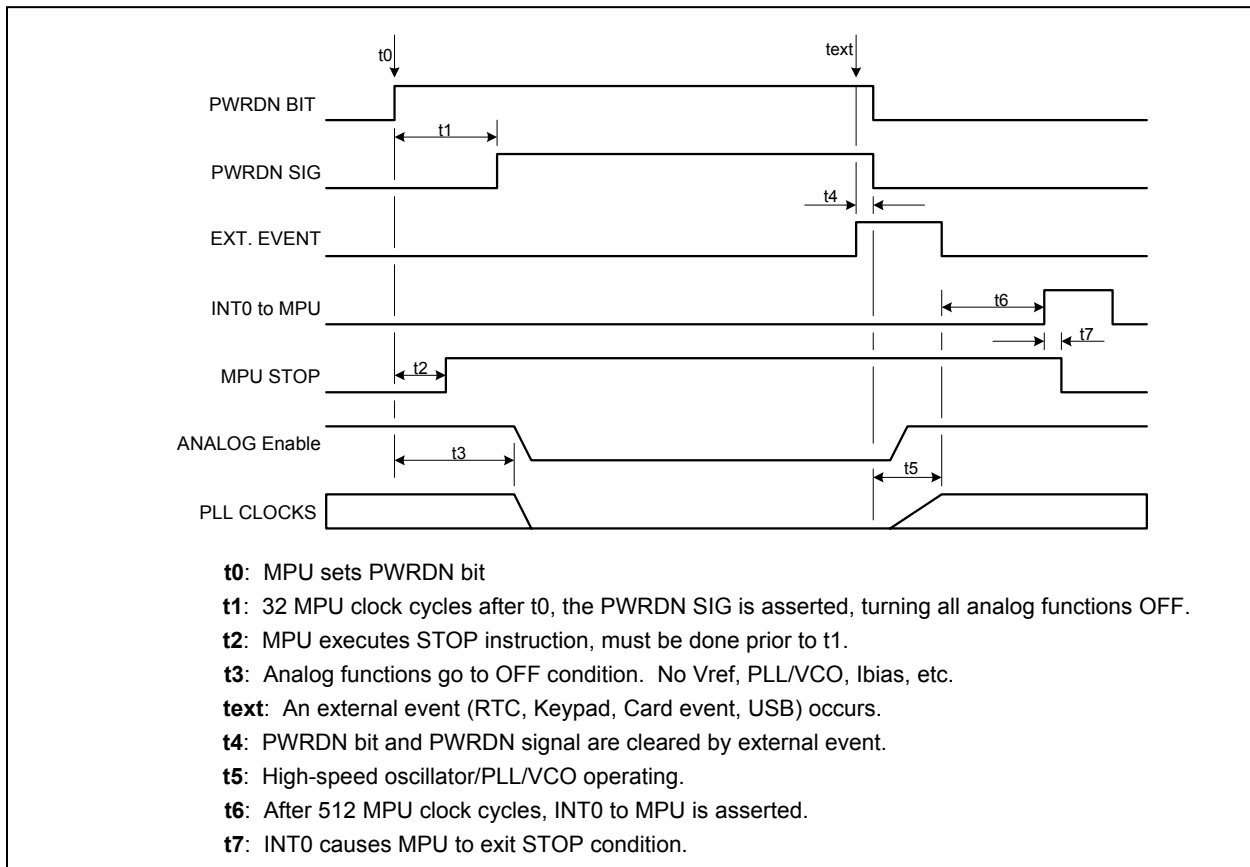 t0
text
PWRDN BIT
t1
PWRDN SIG
t4
EXT. EVENT
t6
INT0 to MPU
t7
t2
MPU STOP
ANALOG Enable
t3
t5
PLL CLOCKS
t0: MPU sets PWRDN bit
t1: 32 MPU clock cycles after t0, the PWRDN SIG is asserted, turning all analog functions OFF.
t2: MPU executes STOP instruction, must be done prior to t1.
t3: Analog functions go to OFF condition. No Vref, PLL/VCO, Ibias, etc.
text: An external event (RTC, Keypad, Card event, USB) occurs.
t4: PWRDN bit and PWRDN signal are cleared by external event.
t5: High-speed oscillator/PLL/VCO operating.
t6: After 512 MPU clock cycles, INT0 to MPU is asserted.
t7: INT0 causes MPU to exit STOP condition.